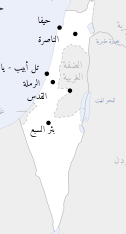 حيفا
الناصرة
الضفة
الغربية
تل أبيب - يا
الرملة
القدس
بئر السبع